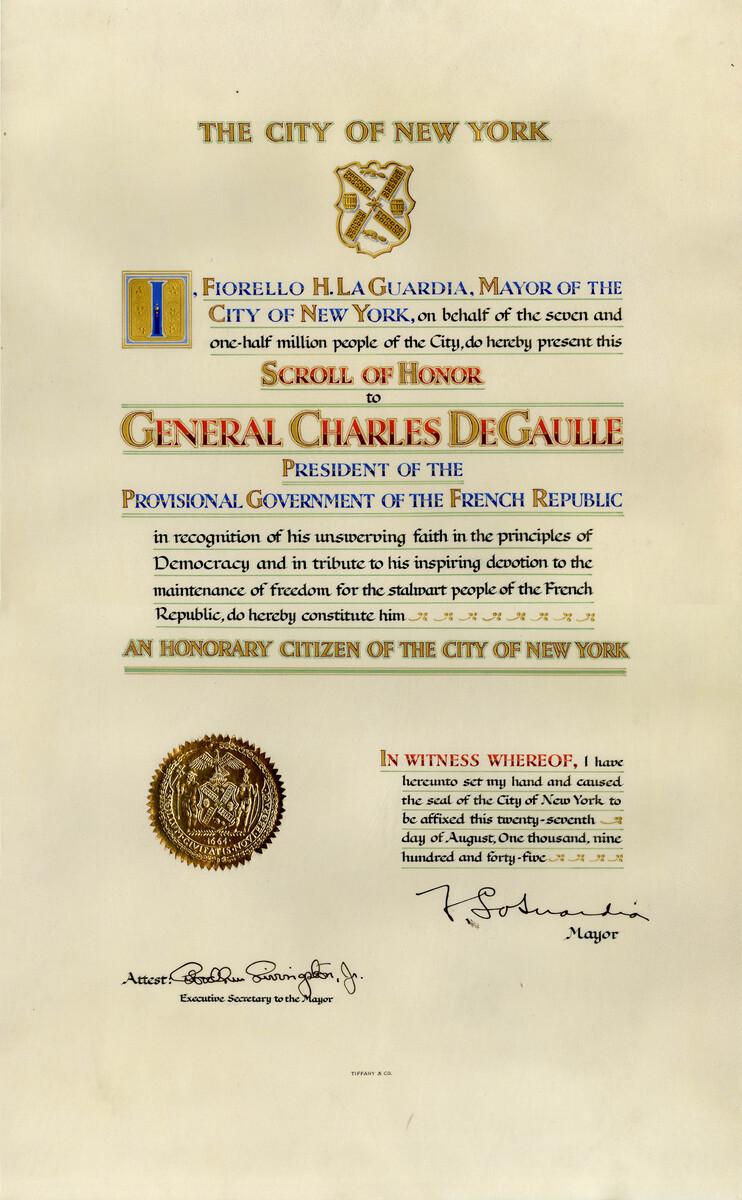 THE CITY OF NEW YORK
I, FIORELLO H. LA GUARDIA, MAYOR OF THE
CITY OF NEW YORK, on behalf of the seven and
one-half million people of the City, do hereby present this
SCROLL OF HONOR
to
GENERAL CHARLES DEGAULLE
PRESIDENT OF THE
PROVISIONAL GOVERNMENT OF THE FRENCH REPUBLIC
in recognition of his unswerving faith in the principles of
Democracy and in tribute to his inspiring devotion to the
maintenance of freedom for the stalwart people of the French
Republic, do hereby constitute him
AN HONORARY CITIZEN OF THE CITY OF NEW YORK
1664
IN WITNESS WHEREOF, I have
hereunto set my hand and caused
the seal of the City of New York to
be affixed this twenty-seventh
day of August, One thousand, nine
hundred and forty-five
F. LaGuardia
Mayor
Attest: Jr.
Executive Secretary to the Mayor
TIFFANY & CO.